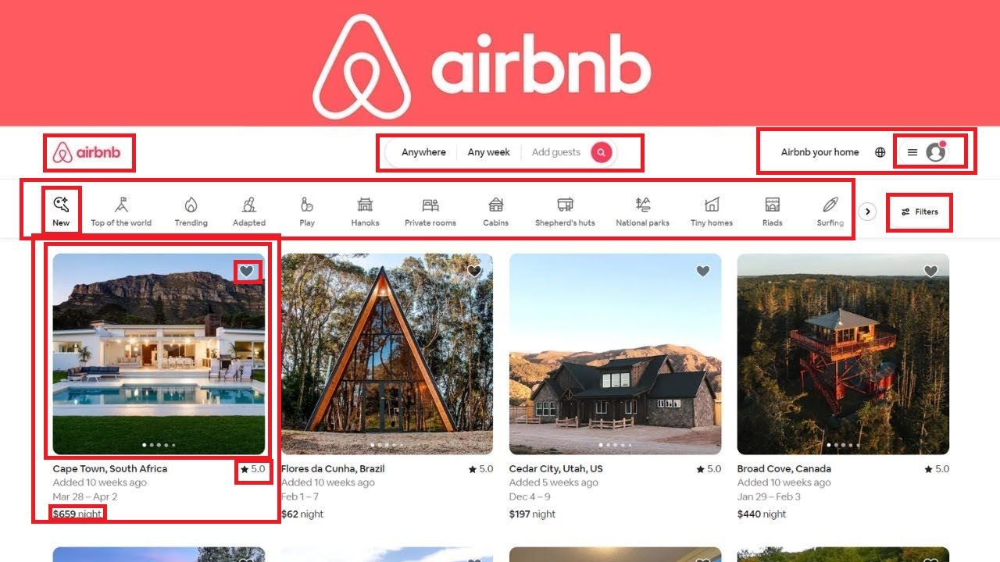 airbnb
airbnb
Anywhere Any week Add guests
Airbnb your home
New Top of the world Trending Adapted Play Hanoks Private rooms Cabins Shepherd's huts National parks Tiny homes Riads Surfing
Filters
Cape Town, South Africa ★ 5.0
Added 10 weeks ago
Mar 28 – Apr 2
$659 night
Flores da Cunha, Brazil ★ 5.0
Added 10 weeks ago
Feb 1 – 7
$62 night
Cedar City, Utah, US ★ 5.0
Added 5 weeks ago
Dec 4 – 9
$197 night
Broad Cove, Canada ★ 5.0
Added 10 weeks ago
Jan 29 – Feb 3
$440 night